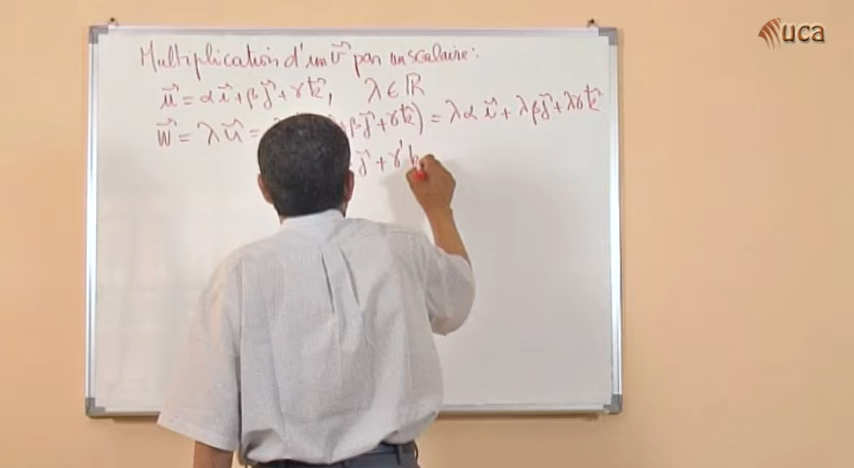 Multiplication d'un v⃗ par un scalaire :
u⃗ = α i⃗ + β j⃗ + γ k⃗, λ ∈ ℝ
w⃗ = λ u⃗ = + β j⃗ + γ k⃗) = λα i⃗ + λβ j⃗ + λγ k⃗
j⃗ + γ' k
uca